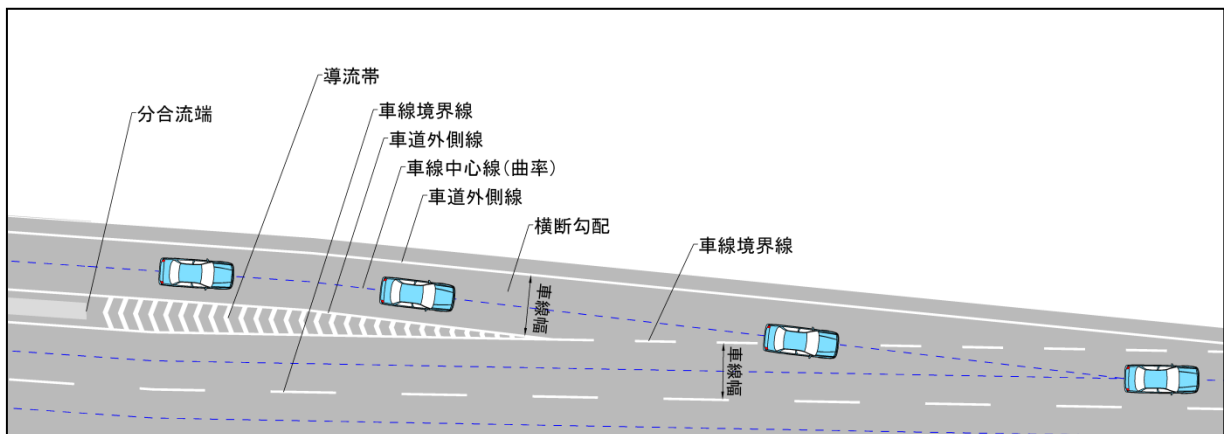 導流帯
分合流端
車線境界線
車道外側線
車線中心線(曲率)
車道外側線
横断勾配
車線境界線
車線幅
車線幅